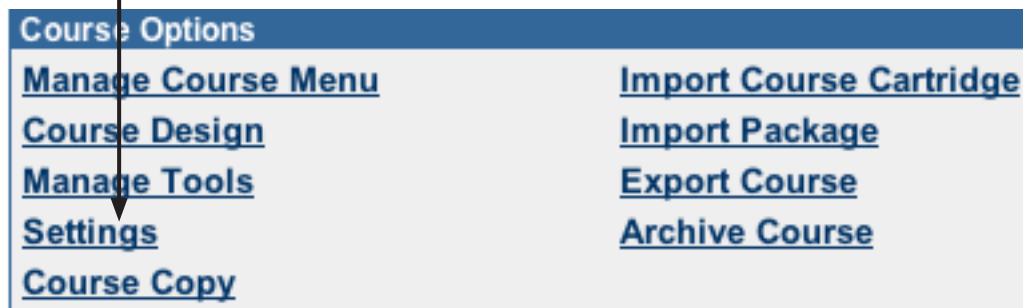 Course Options
Manage Course Menu
Course Design
Manage Tools
Settings
Course Copy
Import Course Cartridge
Import Package
Export Course
Archive Course